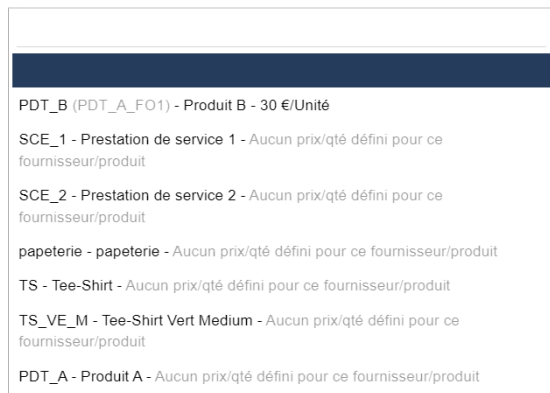 PDT_B (PDT_A_FO1) - Produit B - 30 €/Unité
SCE_1 - Prestation de service 1 - Aucun prix/qté défini pour ce
fournisseur/produit
SCE_2 - Prestation de service 2 - Aucun prix/qté défini pour ce
fournisseur/produit
papeterie - papeterie - Aucun prix/qté défini pour ce fournisseur/produit
TS - Tee-Shirt - Aucun prix/qté défini pour ce fournisseur/produit
TS_VE_M - Tee-Shirt Vert Medium - Aucun prix/qté défini pour ce
fournisseur/produit
PDT_A - Produit A - Aucun prix/qté défini pour ce fournisseur/produit